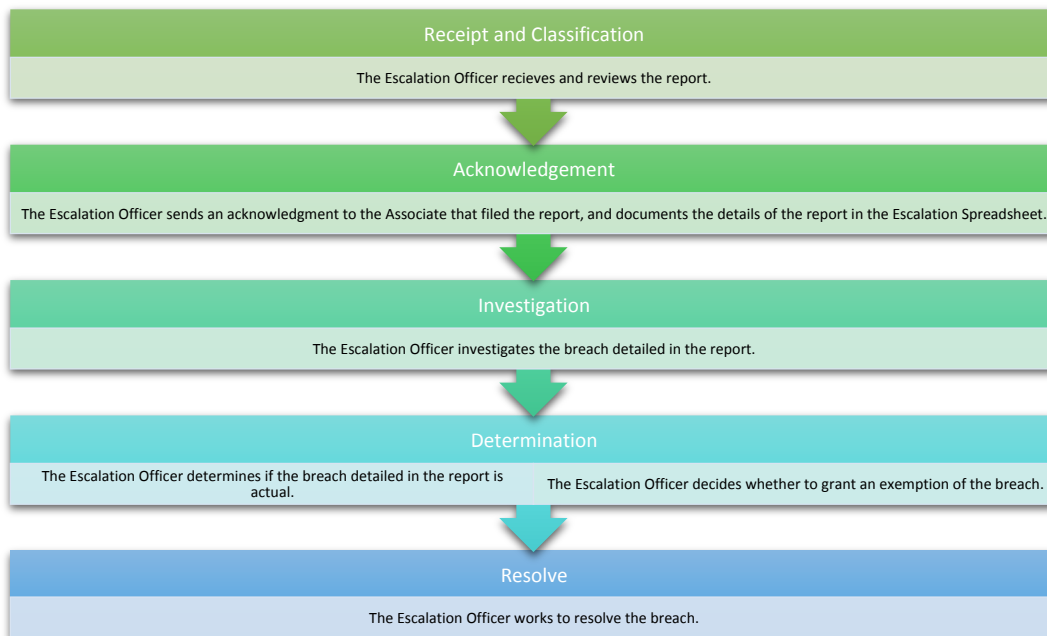 Receipt and Classification
The Escalation Officer recieves and reviews the report.
Acknowledgement
The Escalation Officer sends an acknowledgment to the Associate that filed the report, and documents the details of the report in the Escalation Spreadsheet.
Investigation
The Escalation Officer investigates the breach detailed in the report.
Determination
The Escalation Officer determines if the breach detailed in the report is
actual.
The Escalation Officer decides whether to grant an exemption of the breach.
Resolve
The Escalation Officer works to resolve the breach.